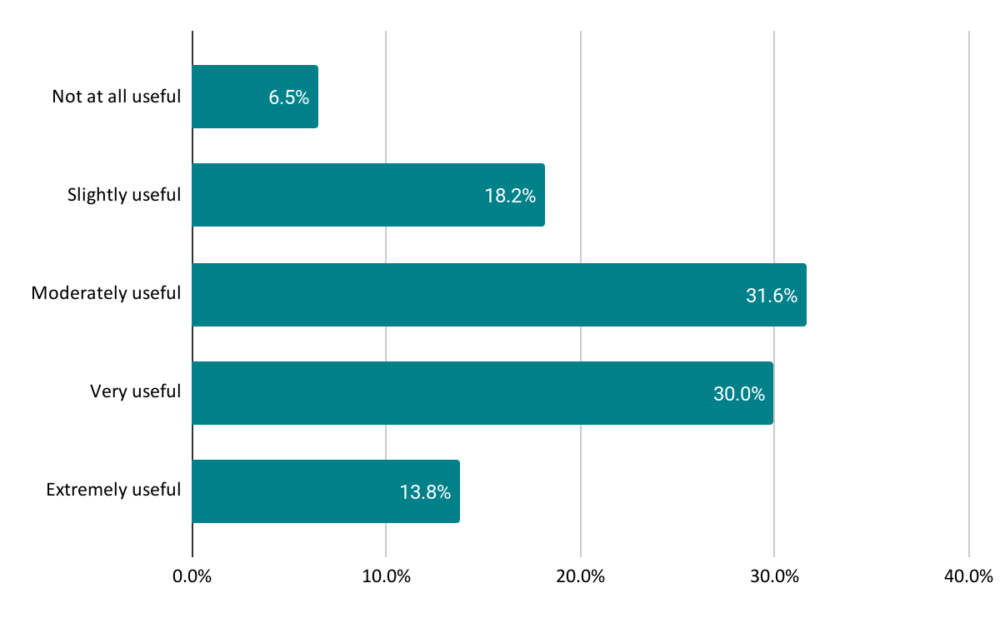 Not at all useful
6.5%
Slightly useful
18.2%
Moderately useful
31.6%
Very useful
30.0%
Extremely useful
13.8%
0.0%
10.0%
20.0%
30.0%
40.0%